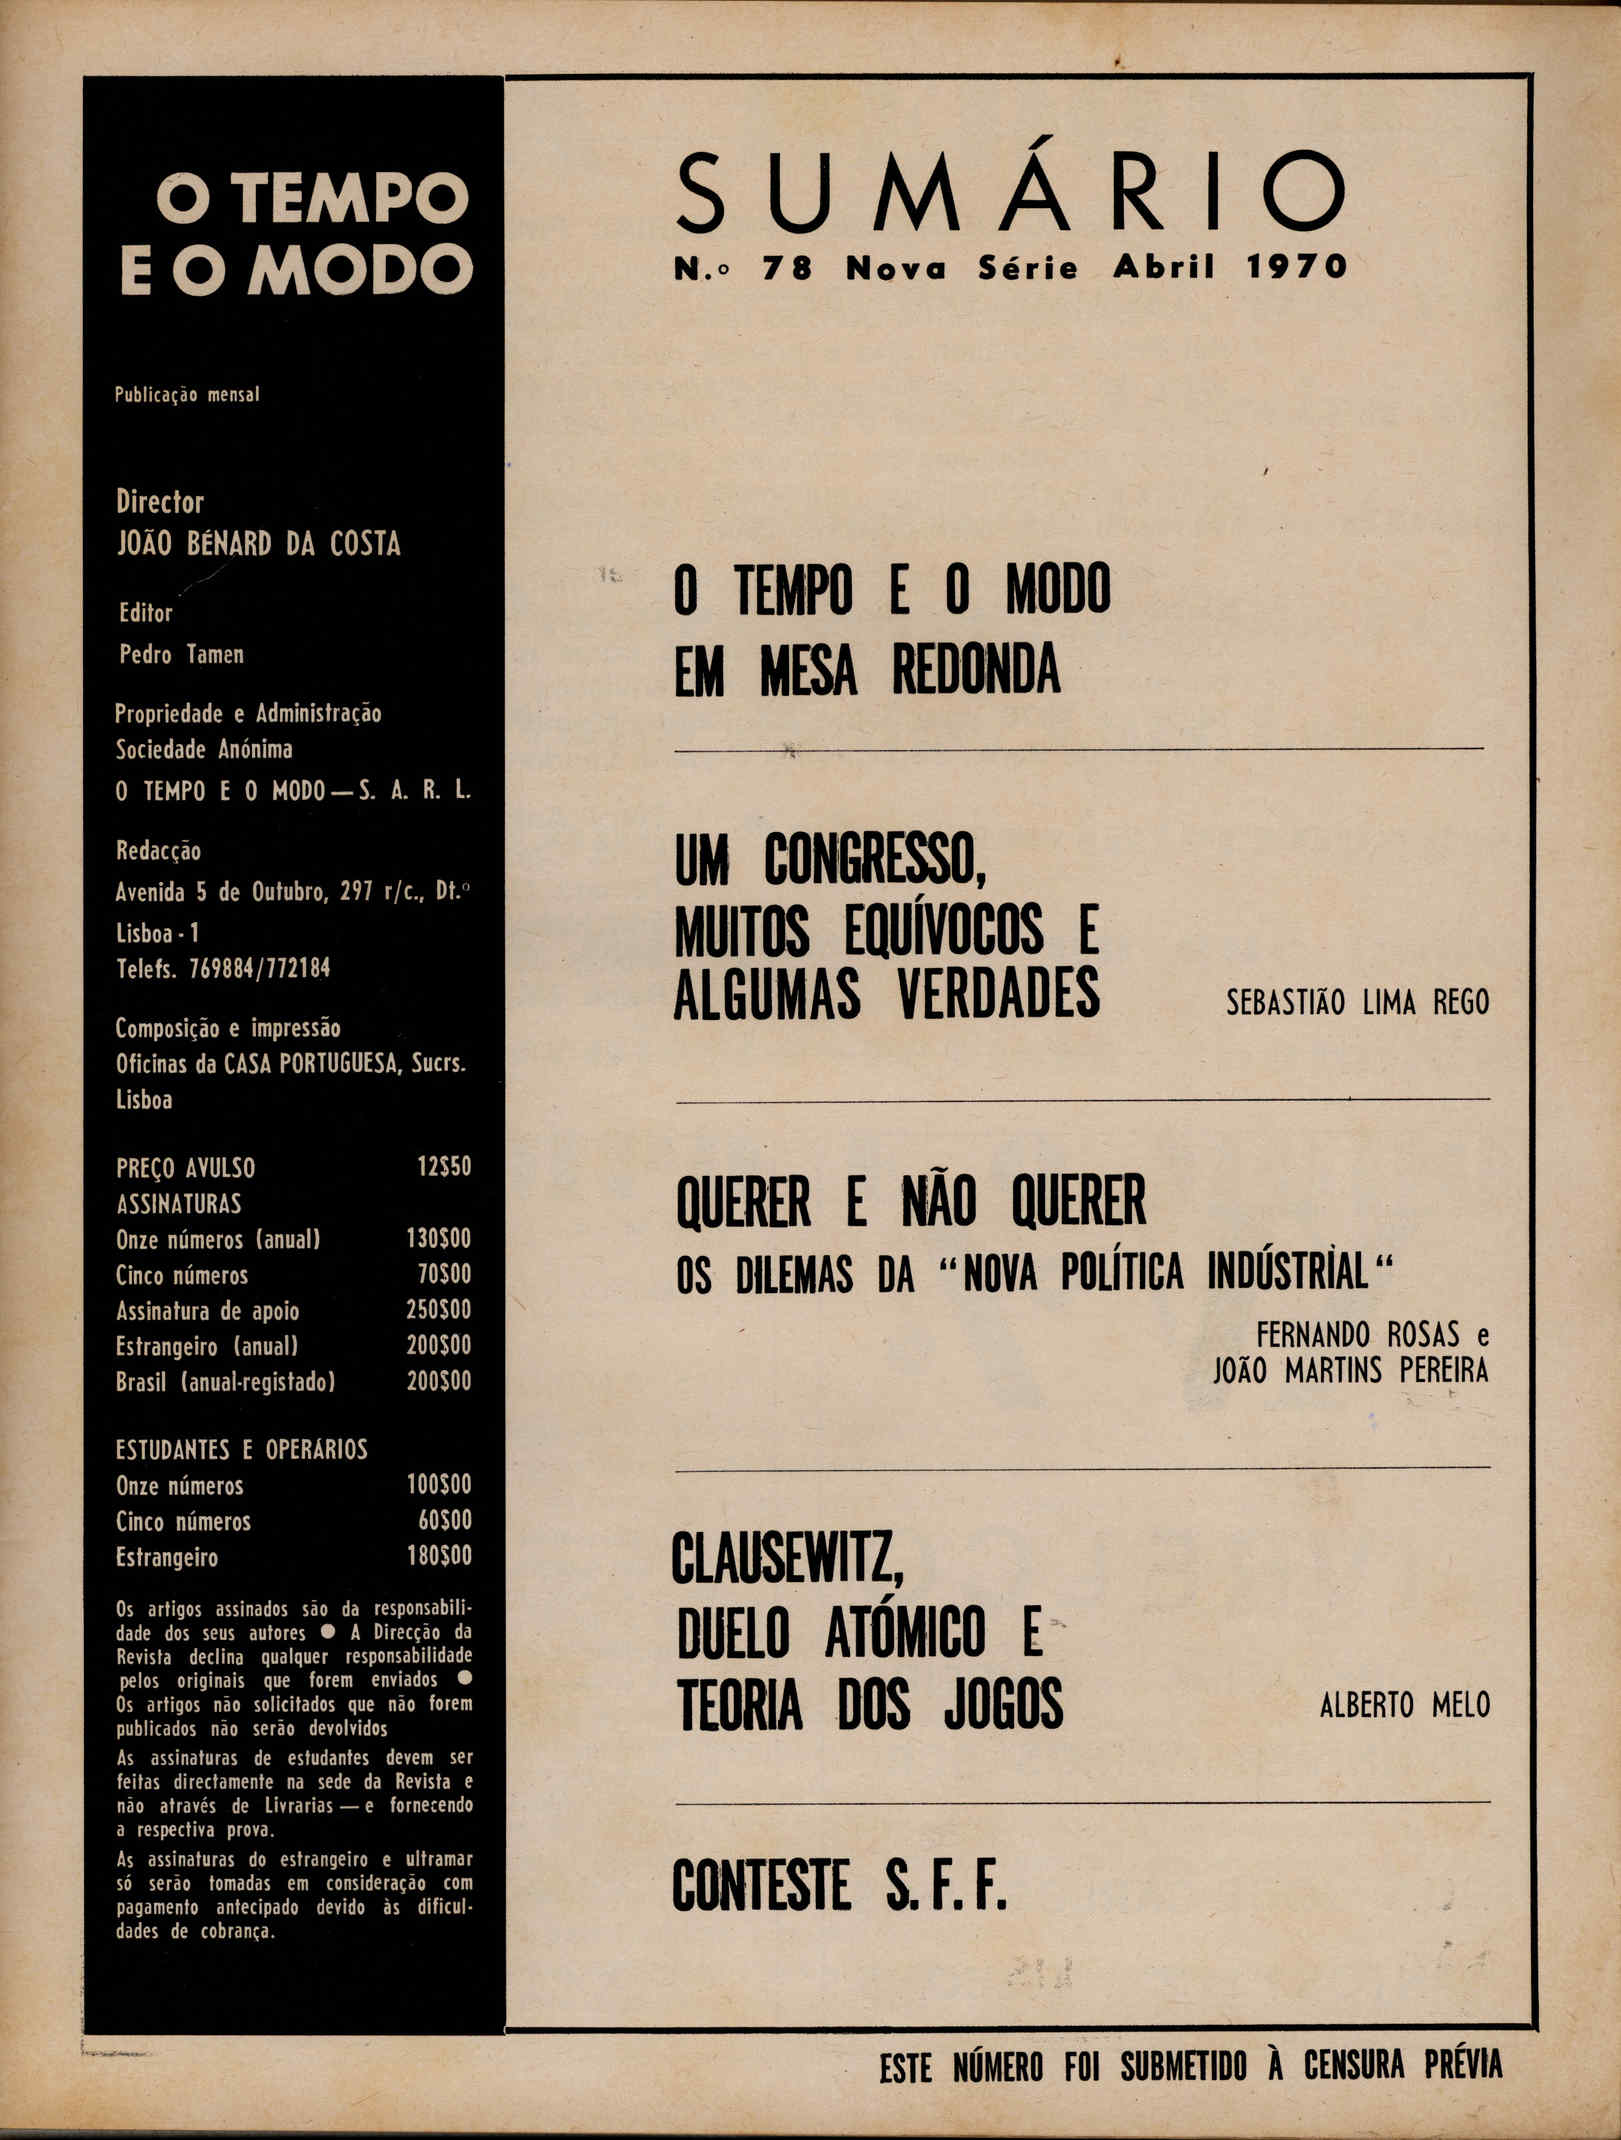 O TEMPO
E O MODO
Publicação mensal
Director
JOÃO BÉNARD DA COSTA
Editor
Pedro Tamen
Propriedade e Administração
Sociedade Anónima
O TEMPO E O MODO — S. A. R. L.
Redacção
Avenida 5 de Outubro, 297 r/c., Dt.º
Lisboa - 1
Telefs. 769884/772184
Composição e impressão
Oficinas da CASA PORTUGUESA, Sucrs.
Lisboa
PREÇO AVULSO 12$50
ASSINATURAS
Onze números (anual) 130$00
Cinco números 70$00
Assinatura de apoio 250$00
Estrangeiro (anual) 200$00
Brasil (anual-registado) 200$00
ESTUDANTES E OPERÁRIOS
Onze números 100$00
Cinco números 60$00
Estrangeiro 180$00
Os artigos assinados são da responsabili-
dade dos seus autores ● A Direcção da
Revista declina qualquer responsabilidade
pelos originais que forem enviados ●
Os artigos não solicitados que não forem
publicados não serão devolvidos
As assinaturas de estudantes devem ser
feitas directamente na sede da Revista e
não através de Livrarias — e fornecendo
a respectiva prova.
As assinaturas do estrangeiro e ultramar
só serão tomadas em consideração com
pagamento antecipado devido às dificul-
dades de cobrança.
SUMÁRIO
N.º 78 Nova Série Abril 1970
O TEMPO E O MODO
EM MESA REDONDA
UM CONGRESSO,
MUITOS EQUÍVOCOS E
ALGUMAS VERDADES
SEBASTIÃO LIMA REGO
QUERER E NÃO QUERER
OS DILEMAS DA “NOVA POLÍTICA INDÚSTRIAL“
FERNANDO ROSAS e
JOÃO MARTINS PEREIRA
CLAUSEWITZ,
DUELO ATÓMICO E
TEORIA DOS JOGOS
ALBERTO MELO
CONTESTE S. F. F.
ESTE NÚMERO FOI SUBMETIDO À CENSURA PRÉVIA